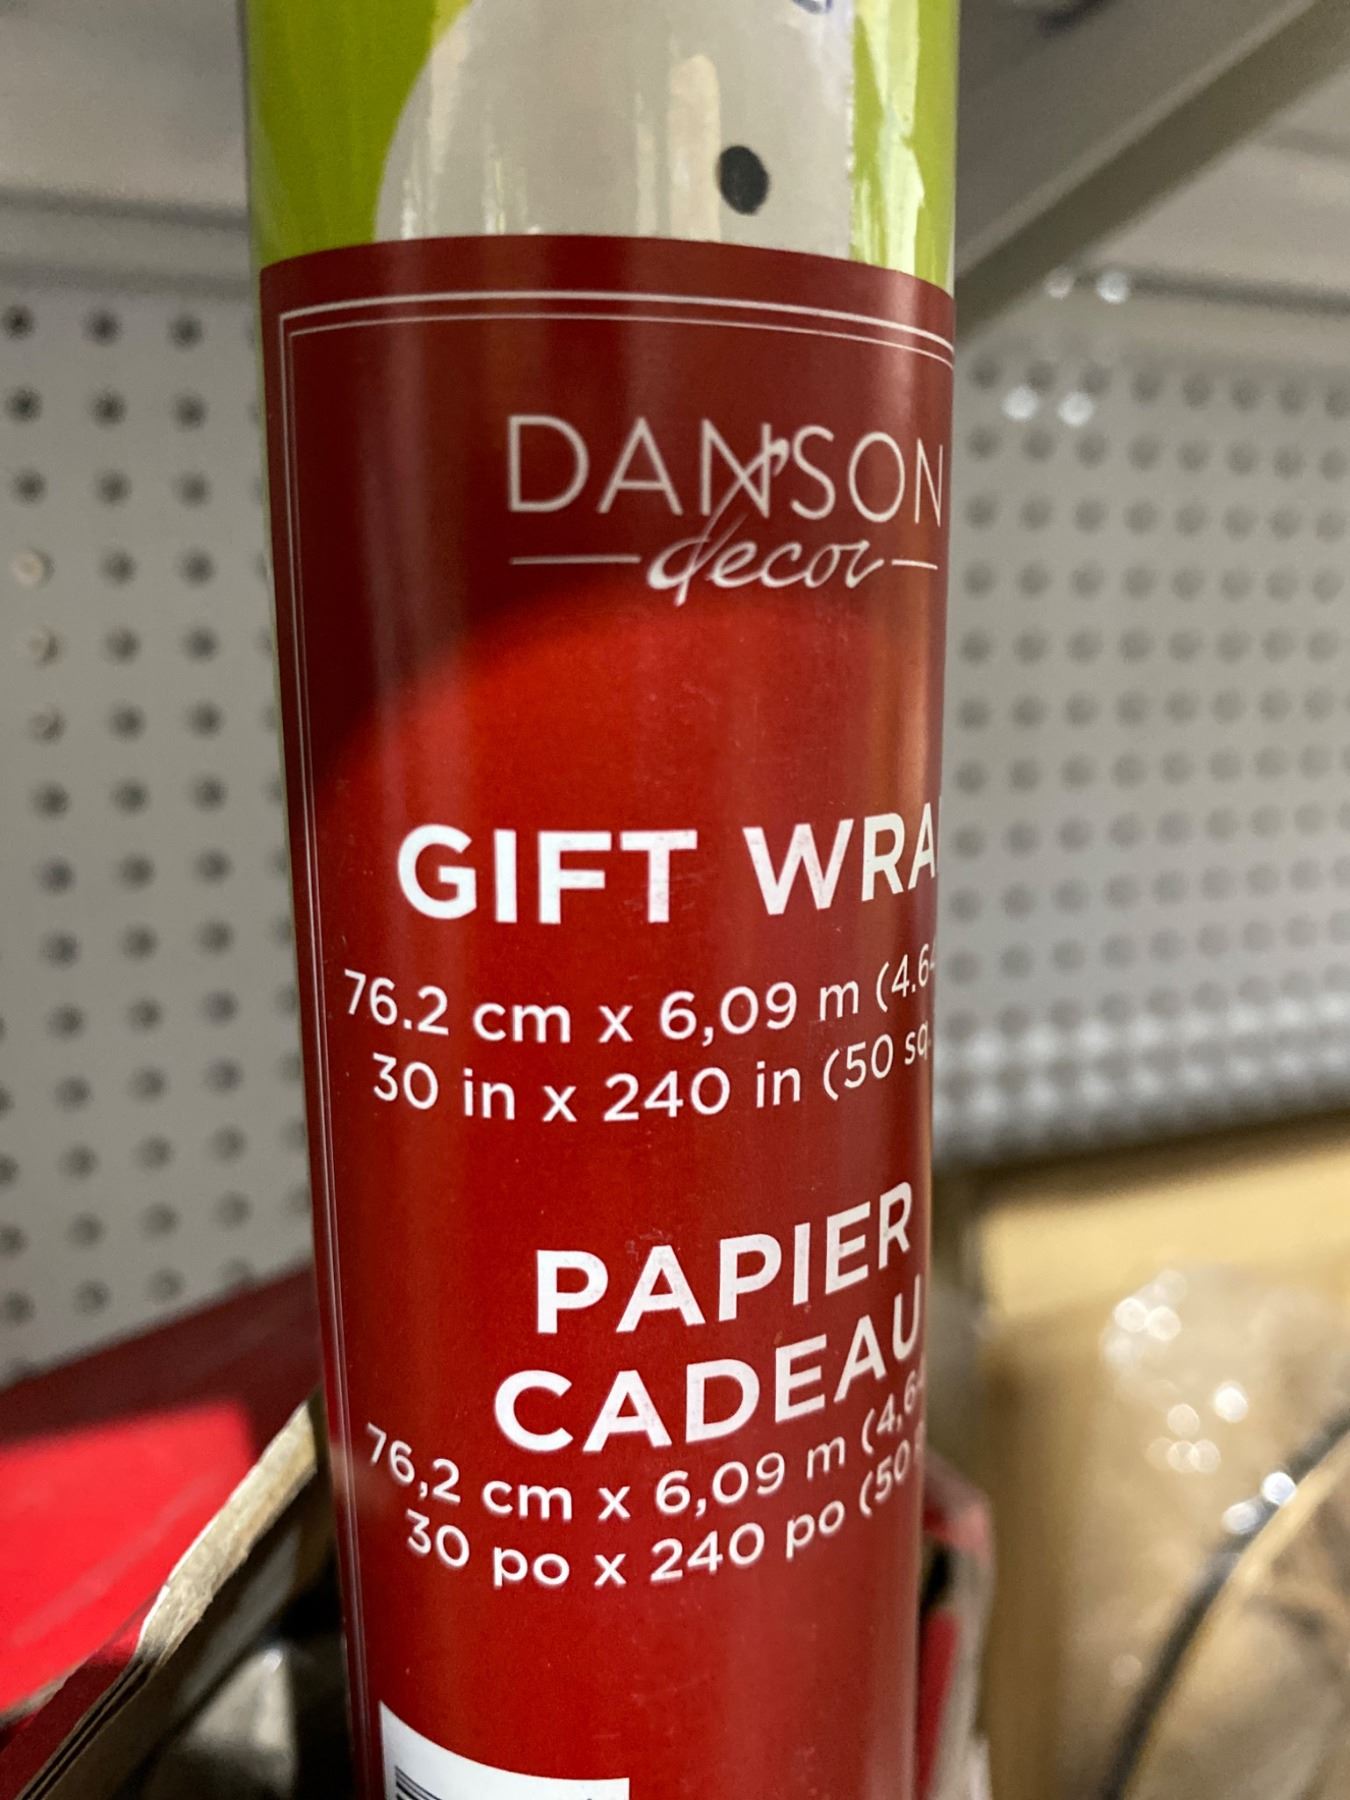 DANSON
decor
GIFT WRA
76.2 cm x 6,09 m (4.6
30 in x 240 in (50 sq.
PAPIER
CADEAU
76,2 cm x 6,09 m (4,6
30 po x 240 po (50